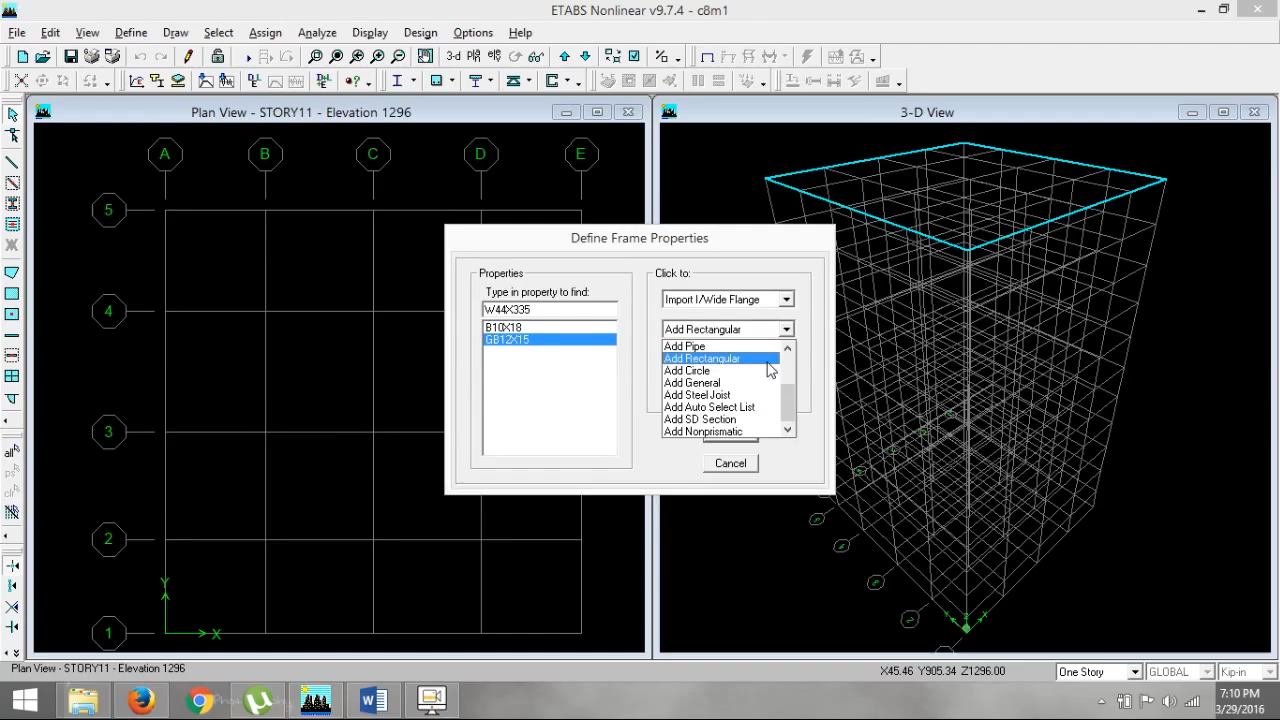 ETABS Nonlinear v9.7.4 - c8m1
File Edit View Define Draw Select Assign Analyze Display Design Options Help
3-d
Plan View - STORY11 - Elevation 1296
3-D View
A B C D E
5
4
3
2
1
Y
X
Define Frame Properties
Properties
Type in property to find:
W44X335
B10X18
GB12X15
Click to:
Import I/Wide Flange
Add Rectangular
Add Pipe
Add Rectangular
Add Circle
Add General
Add Steel Joist
Add Auto Select List
Add SD Section
Add Nonprismatic
Cancel
Plan View - STORY11 - Elevation 1296
X45.46 Y905.34 Z1296.00
One Story
GLOBAL
Kip-in
7:10 PM
3/29/2016